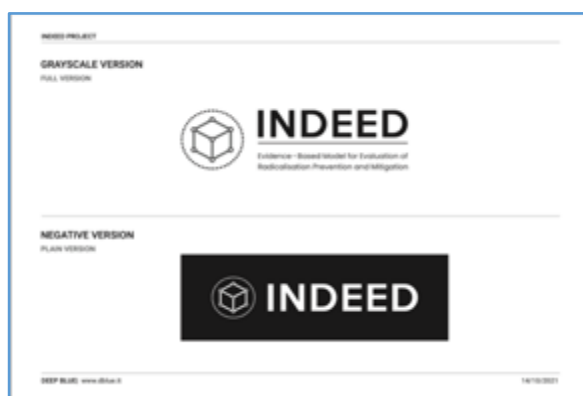 INDEED PROJECT
GRAYSCALE VERSION
FULL VERSION
INDEED
Evidence - Based Model for Evaluation of
Radicalisation Prevention and Mitigation
NEGATIVE VERSION
PLAIN VERSION
INDEED
DEEP BLUE| www.dblue.it
14/10/2021